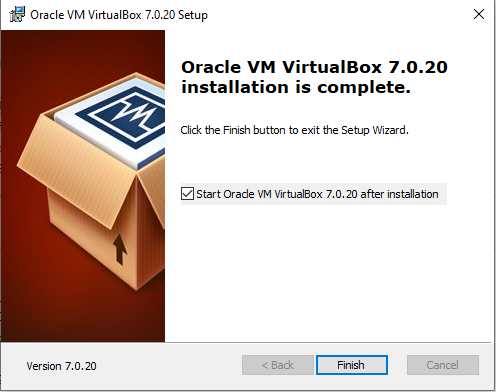 Oracle VM VirtualBox 7.0.20 Setup
Oracle VM VirtualBox 7.0.20
installation is complete.
Click the Finish button to exit the Setup Wizard.
Start Oracle VM VirtualBox 7.0.20 after installation
Version 7.0.20
< Back
Finish
Cancel